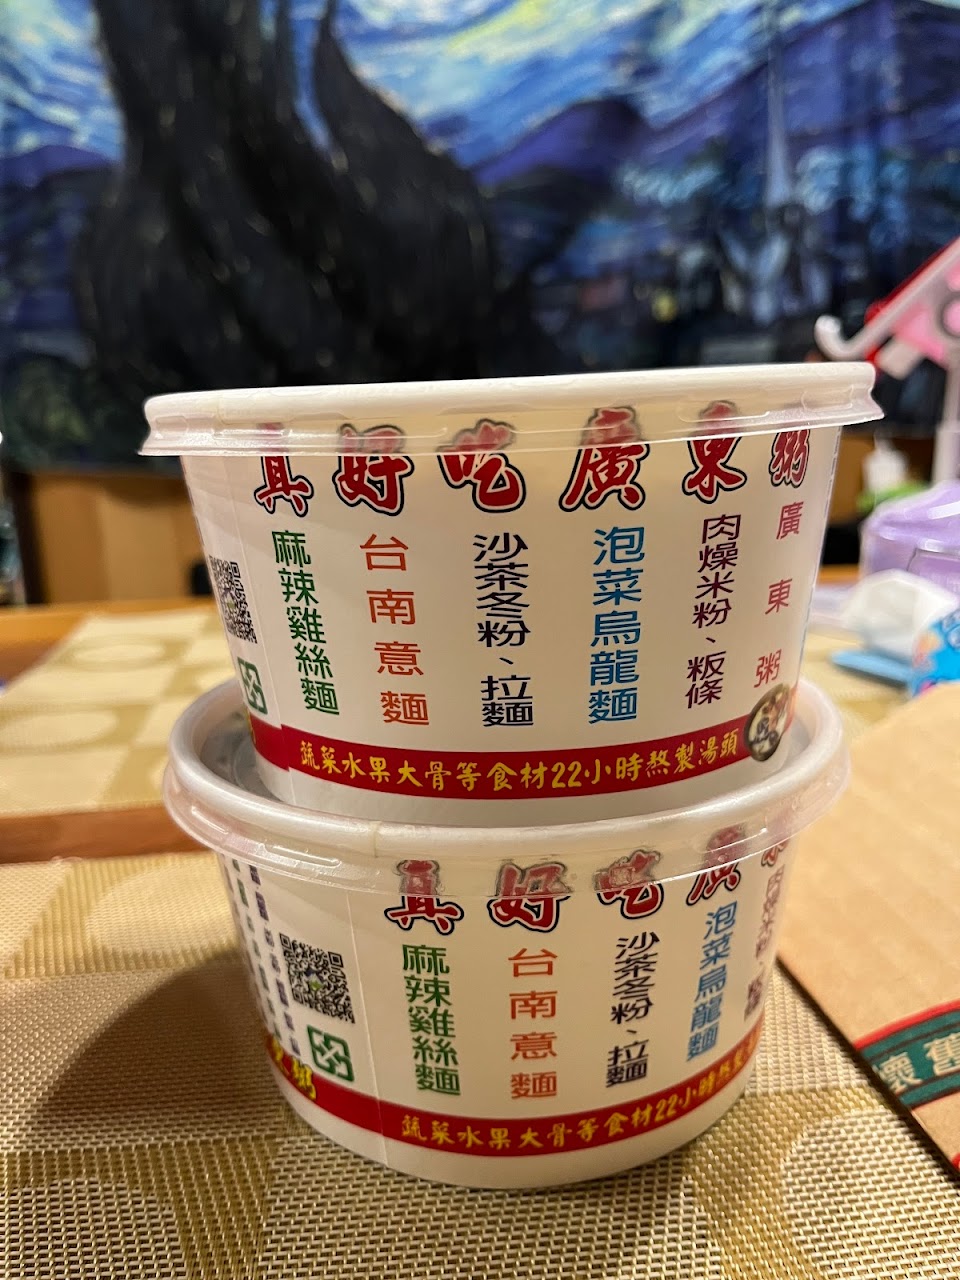 真好吃廣東粥
麻辣雞絲麵
台南意麵
沙茶冬粉、拉麵
泡菜烏龍麵
肉燥米粉、粄條
廣東粥
蔬菜水果大骨等食材22小時熬製湯頭
真好吃廣
麻辣雞絲麵
台南意麵
沙茶冬粉、拉麵
泡菜烏龍麵
粥
蔬菜水果大骨等食材22小時熬
懷舊